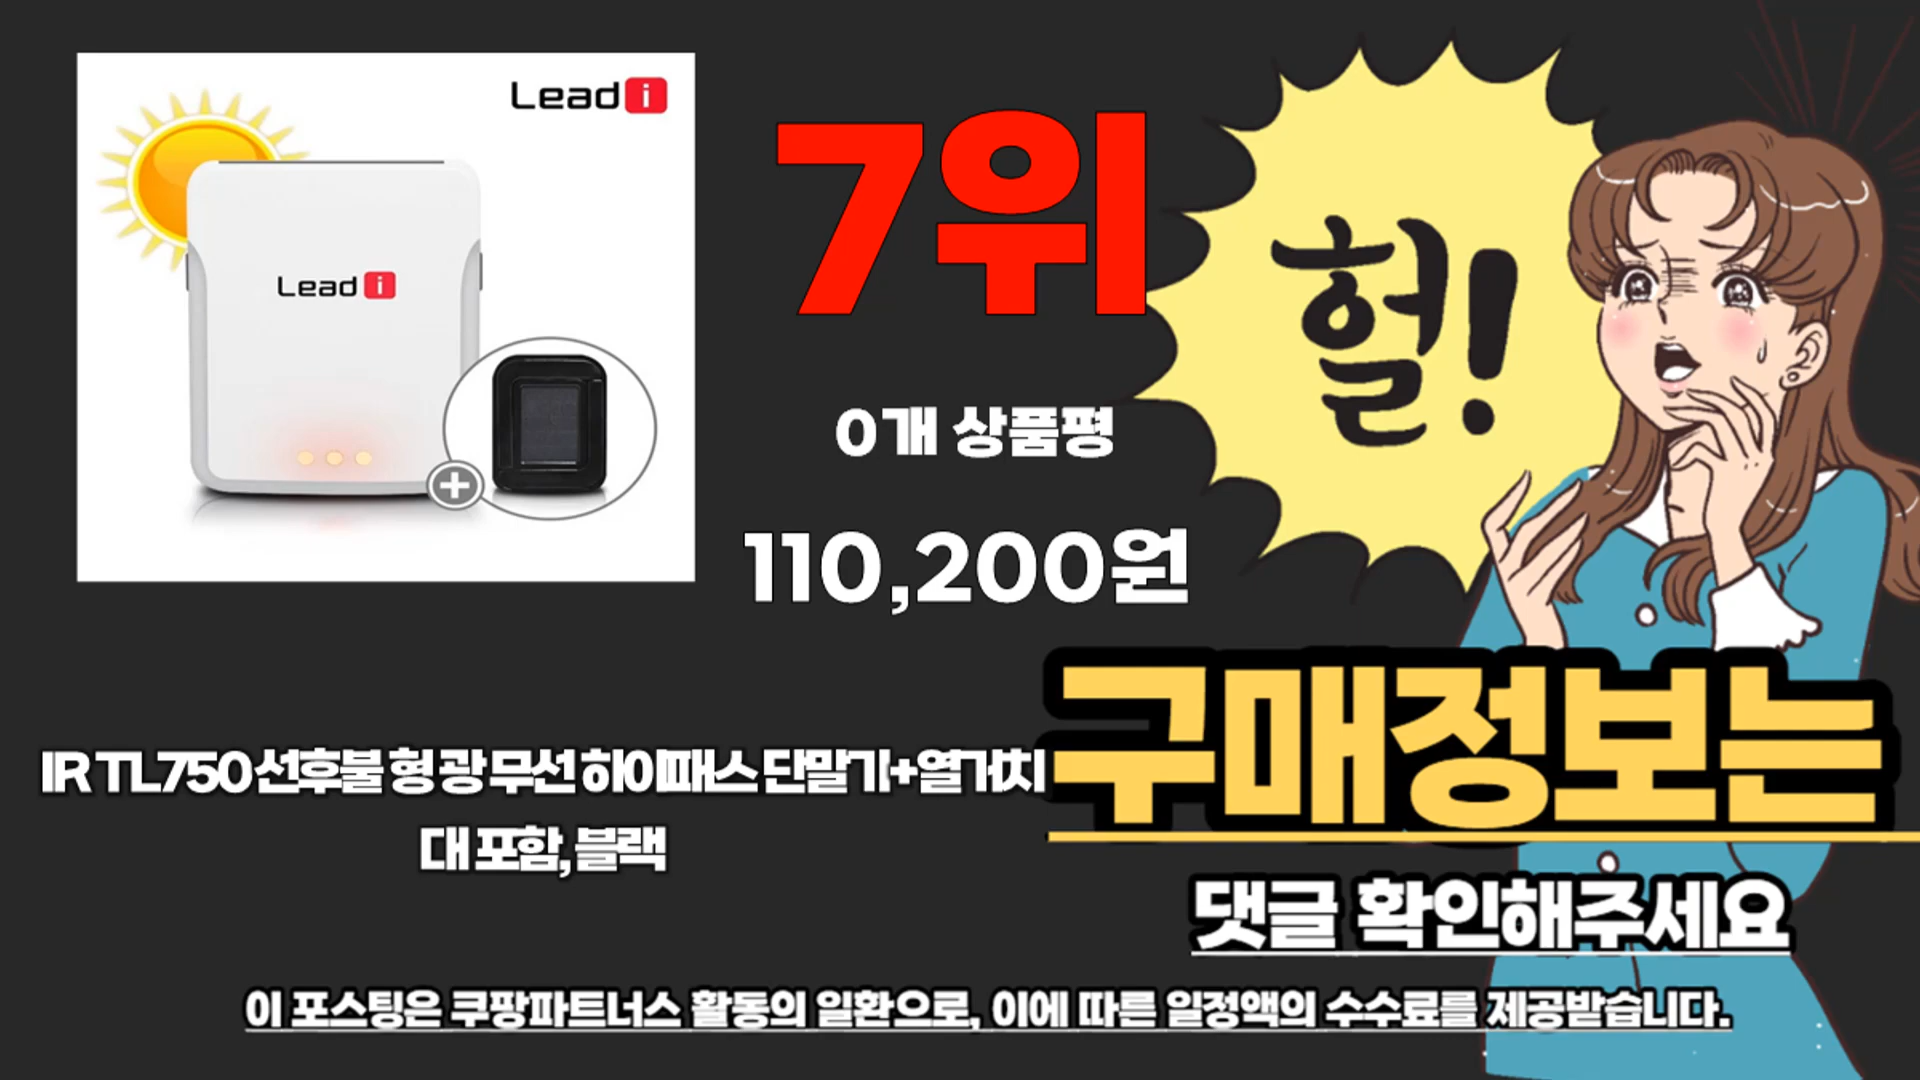 Lead i
Lead i
7위
헬!
0개 상품평
110,200원
IR TL750 선후불 형 광 무선 하이패스 단말기+열거치
대 포함, 블랙
구매정보는
댓글 확인해주세요
이 포스팅은 쿠팡파트너스 활동의 일환으로, 이에 따른 일정액의 수수료를 제공받습니다.